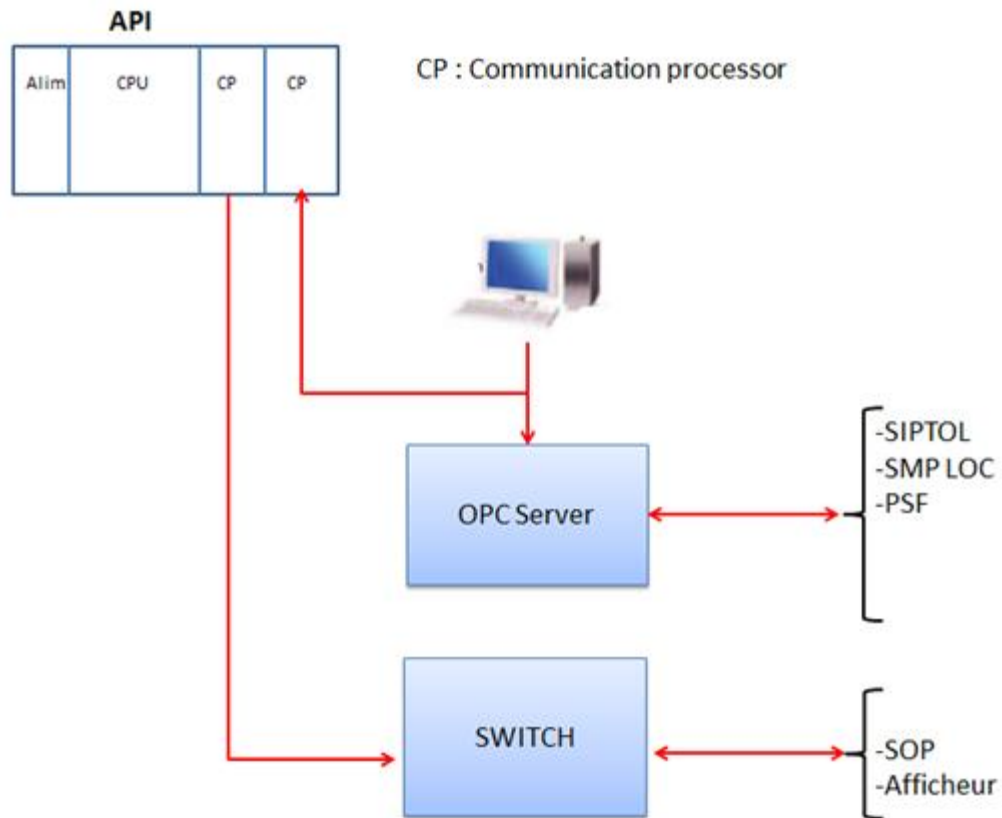 API
Alim
CPU
CP
CP
CP : Communication processor
OPC Server
-SIPTOL
-SMP LOC
-PSF
SWITCH
-SOP
-Afficheur